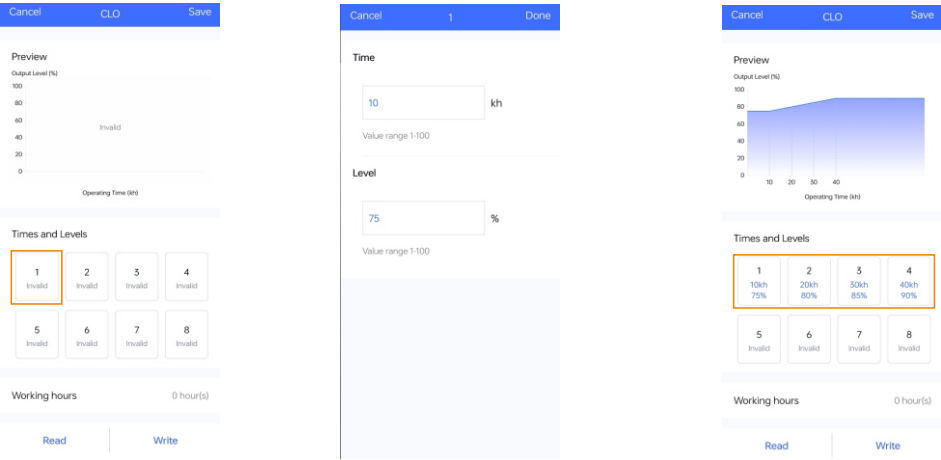 Cancel CLO Save
Preview
Output Level (%)
100
80
60
Invalid
40
20
0
Operating Time (kh)
Times and Levels
1 2 3 4
Invalid Invalid Invalid Invalid
5 6 7 8
Invalid Invalid Invalid Invalid
Working hours 0 hour(s)
Read Write
Cancel 1 Done
Time
10 kh
Value range 1-100
Level
75 %
Value range 1-100
Cancel CLO Save
Preview
Output Level (%)
100
80
60
40
20
0
10 20 30 40
Operating Time (kh)
Times and Levels
1 2 3 4
10kh 20kh 30kh 40kh
75% 80% 85% 90%
5 6 7 8
Invalid Invalid Invalid Invalid
Working hours 0 hour(s)
Read Write